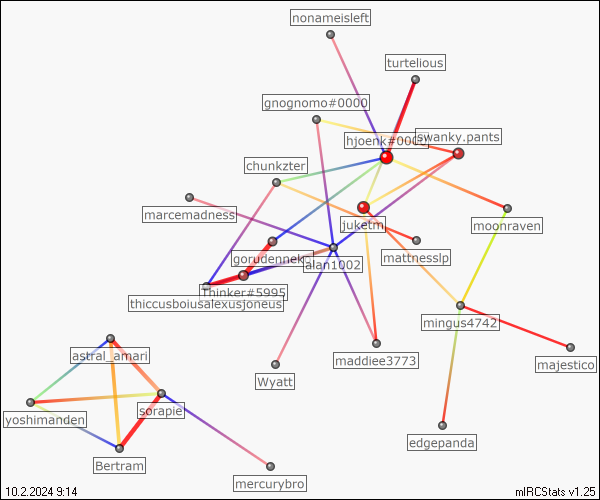 nonameisleft
turtelious
gnognomo#0000
hjoenk#000
swanky.pants
chunkzter
marcemadness
juketm
moonraven
gorudennek
alan1002
mattnesslp
Thinker#5995
thiccusboiusalexusjoneus
mingus4742
astral_amari
maddiee3773
majestico
Wyatt
yoshimanden
sorapie
edgepanda
Bertram
mercurybro
10.2.2024 9:14
mIRCStats v1.25